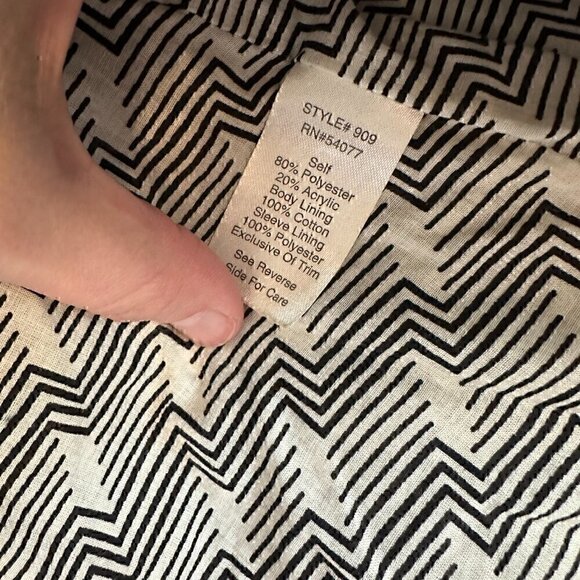 STYLE# 909
RN#54077
Self
80% Polyester
20% Acrylic
Body Lining
100% Cotton
Sleeve Lining
100% Polyester
Exclusive Of Trim
See Reverse
Side For Care